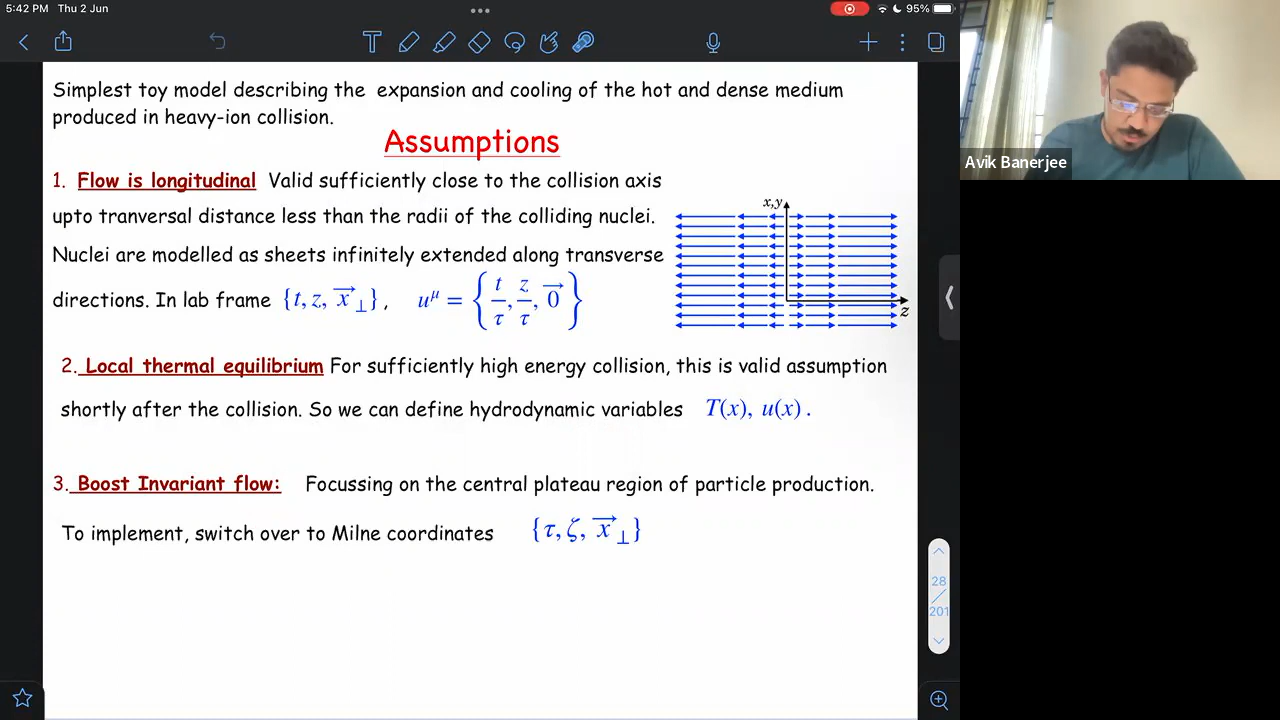 5:42 PM Thu 2 Jun
95%
Simplest toy model describing the expansion and cooling of the hot and dense medium
produced in heavy-ion collision.
Assumptions
1. Flow is longitudinal Valid sufficiently close to the collision axis
upto tranversal distance less than the radii of the colliding nuclei.
Nuclei are modelled as sheets infinitely extended along transverse
directions. In lab frame {t, z, x⃗⊥}, u^μ = {t/τ, z/τ, 0⃗}
x,y
z
2. Local thermal equilibrium For sufficiently high energy collision, this is valid assumption
shortly after the collision. So we can define hydrodynamic variables T(x), u(x).
3. Boost Invariant flow: Focussing on the central plateau region of particle production.
To implement, switch over to Milne coordinates {τ, ζ, x⃗⊥}
28
/
201
Avik Banerjee